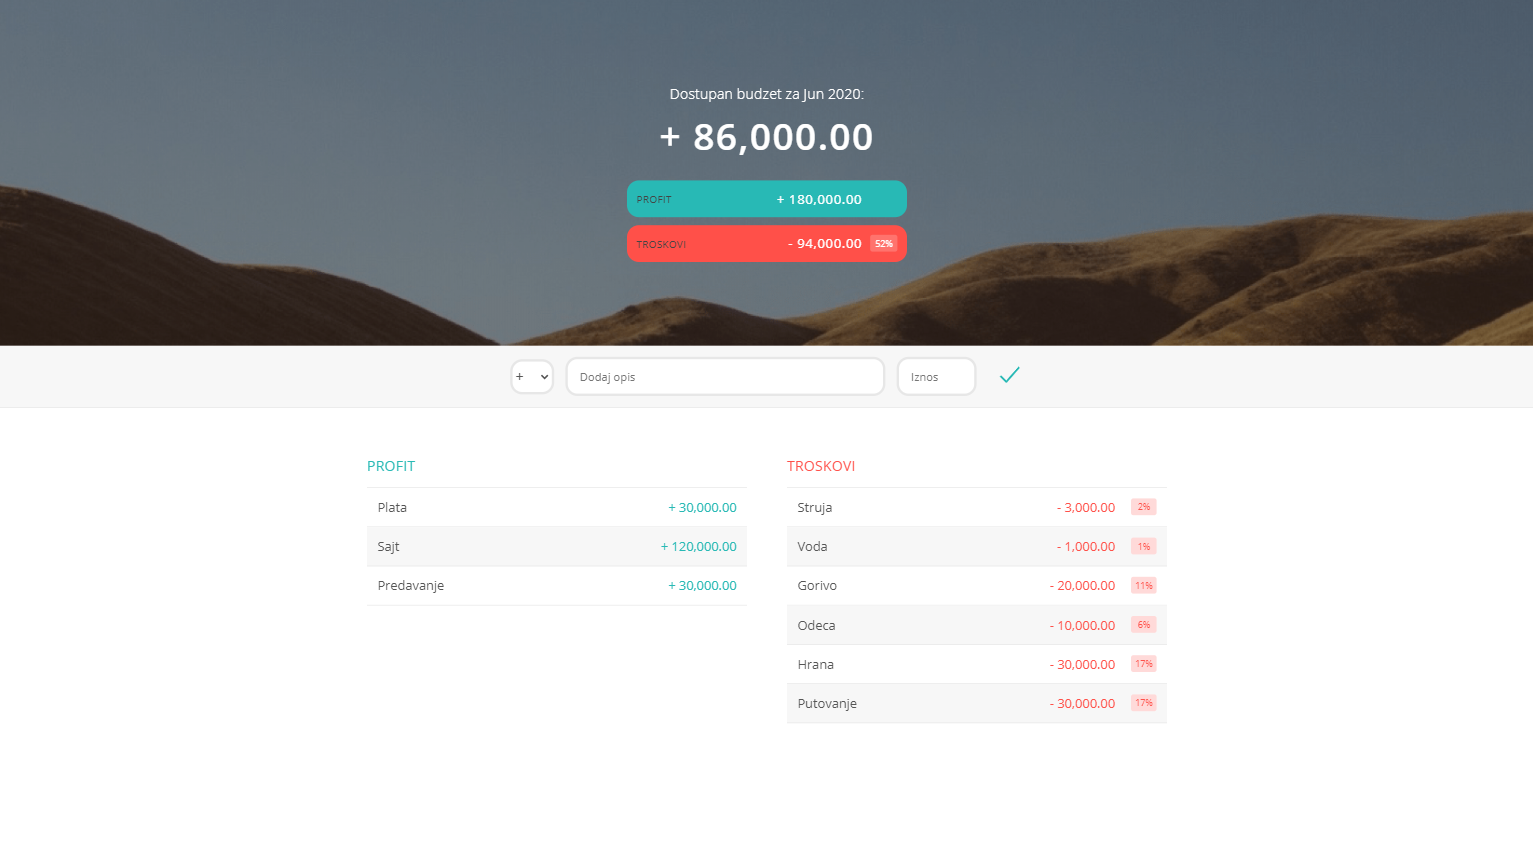 Dostupan budzet za Jun 2020:
+ 86,000.00
PROFIT + 180,000.00
TROSKOVI - 94,000.00 52%
+ Dodaj opis Iznos
PROFIT
Plata + 30,000.00
Sajt + 120,000.00
Predavanje + 30,000.00
TROSKOVI
Struja - 3,000.00 2%
Voda - 1,000.00 1%
Gorivo - 20,000.00 11%
Odeca - 10,000.00 6%
Hrana - 30,000.00 17%
Putovanje - 30,000.00 17%